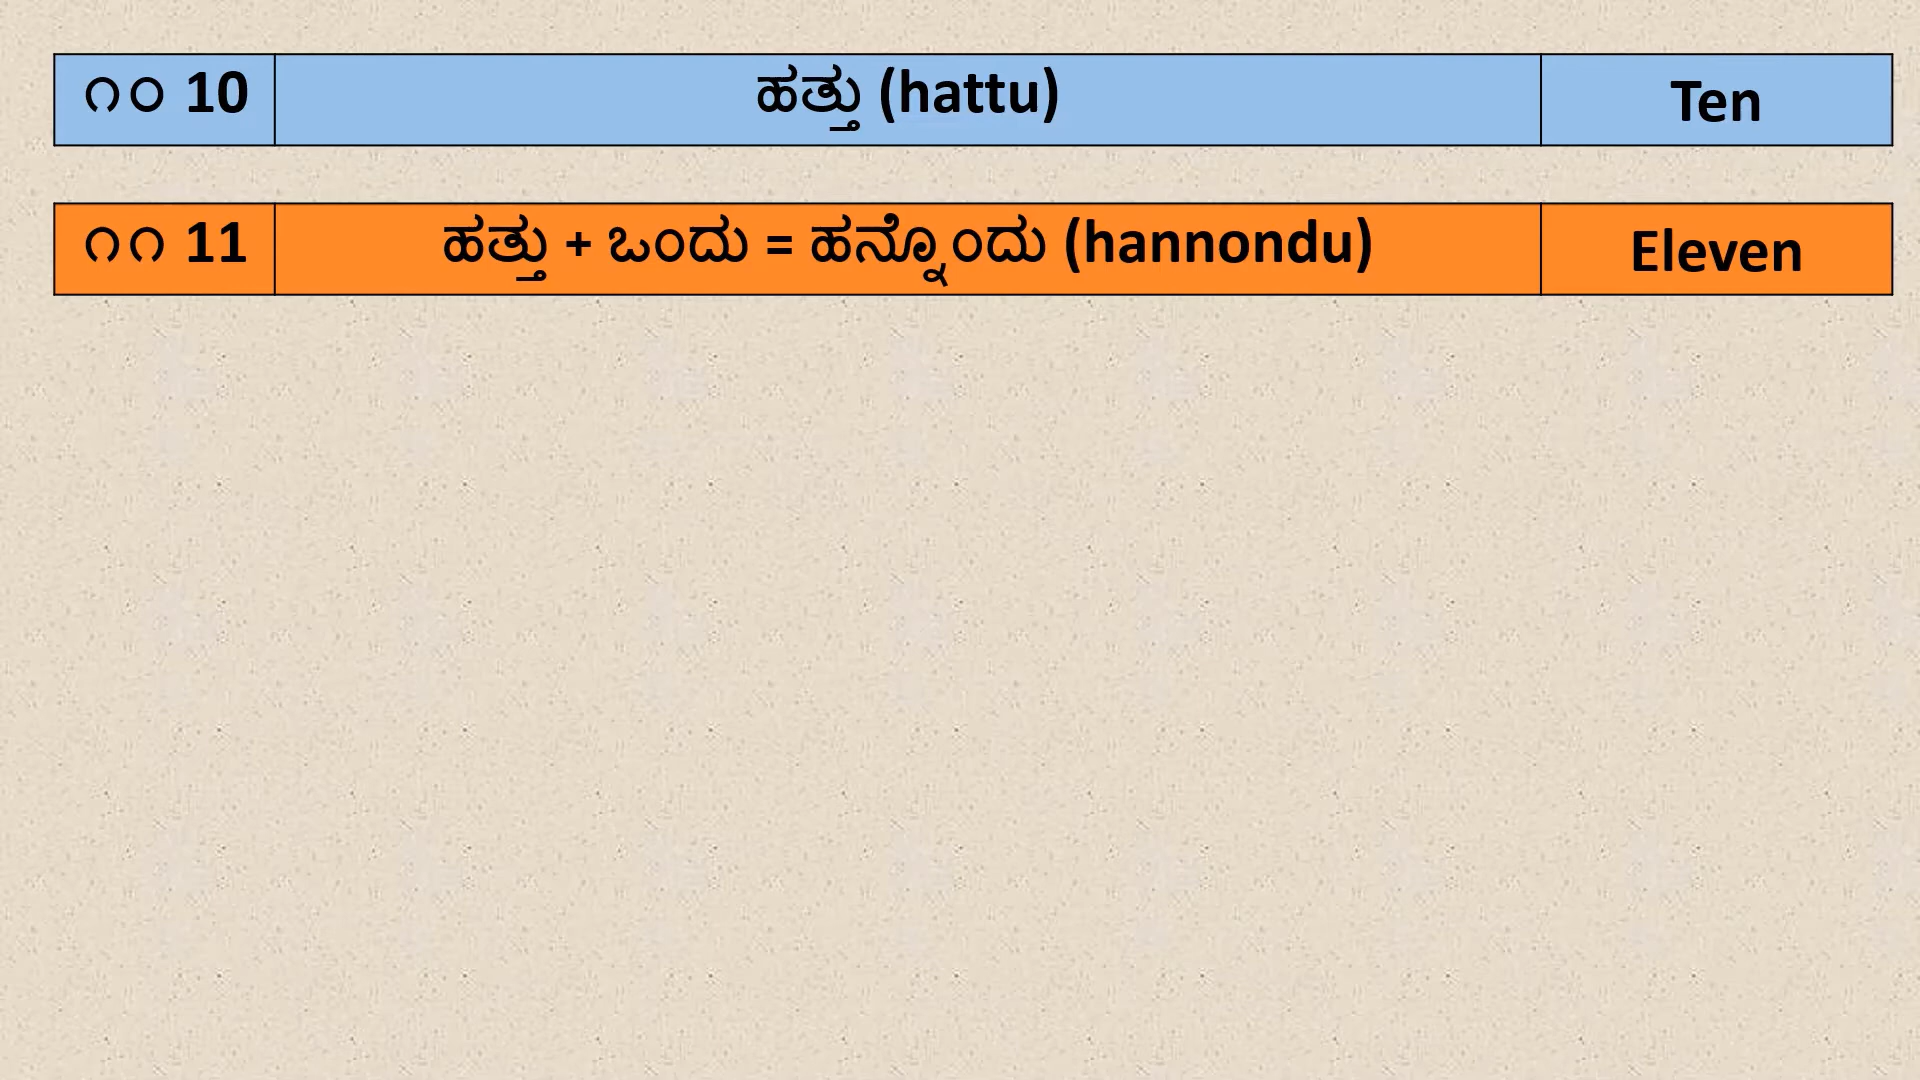 ೧೦ 10 ಹತ್ತು (hattu) Ten
೧೧ 11 ಹತ್ತು + ಒಂದು = ಹನ್ನೊಂದು (hannondu) Eleven